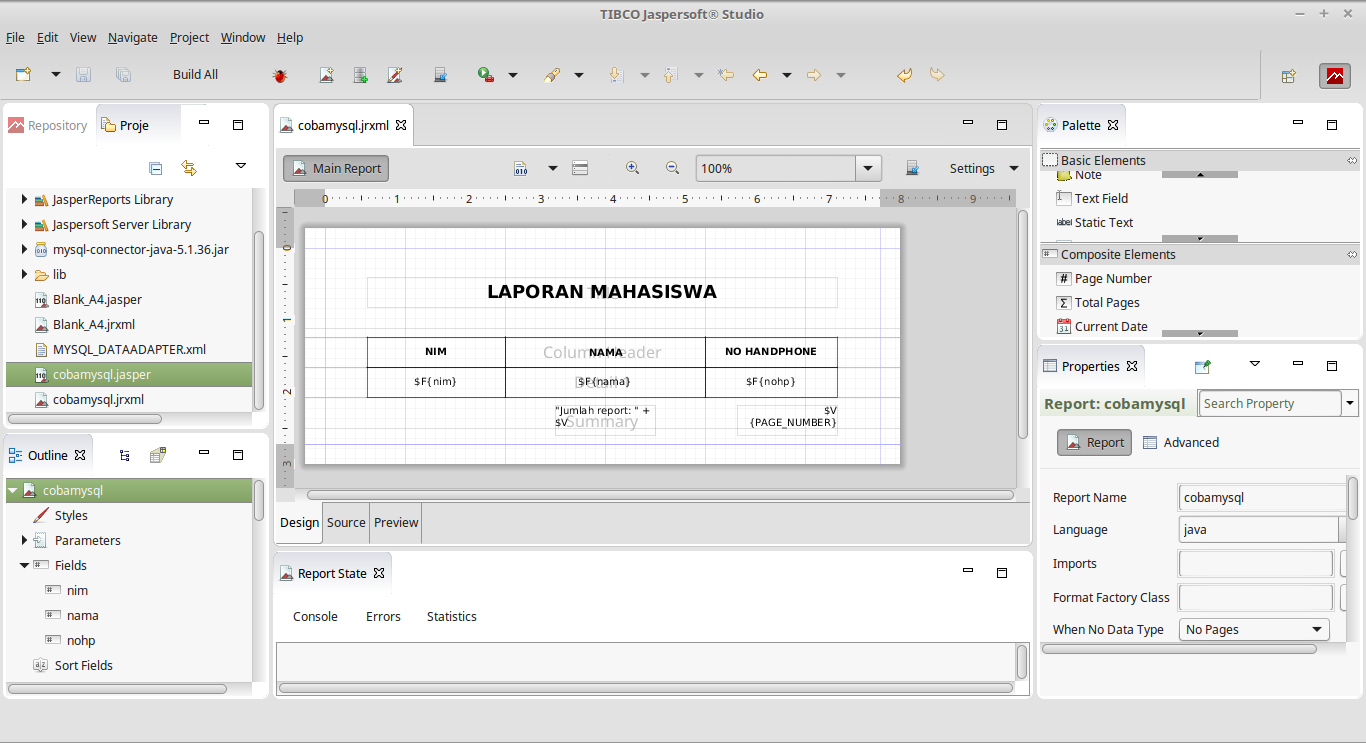 TIBCO Jaspersoft® Studio
File Edit View Navigate Project Window Help
Build All
Repository Proje
JasperReports Library
Jaspersoft Server Library
mysql-connector-java-5.1.36.jar
lib
Blank_A4.jasper
Blank_A4.jrxml
MYSQL_DATAADAPTER.xml
cobamysql.jasper
cobamysql.jrxml
Outline
cobamysql
Styles
Parameters
Fields
nim
nama
nohp
Sort Fields
cobamysql.jrxml
Main Report 100% Settings
0 1 2 3 4 5 6 7 8 9
0
1
2
3
LAPORAN MAHASISWA
Column Header
NIM NAMA NO HANDPHONE
$F{nim} $F{nama} $F{nohp}
"Jumlah report: " +
$V
Summary
$V
{PAGE_NUMBER}
Design Source Preview
Report State
Console Errors Statistics
Palette
Basic Elements
Note
Text Field
label Static Text
Composite Elements
# Page Number
Σ Total Pages
Current Date
Properties
Report: cobamysql Search Property
Report Advanced
Report Name cobamysql
Language java
Imports
Format Factory Class
When No Data Type No Pages